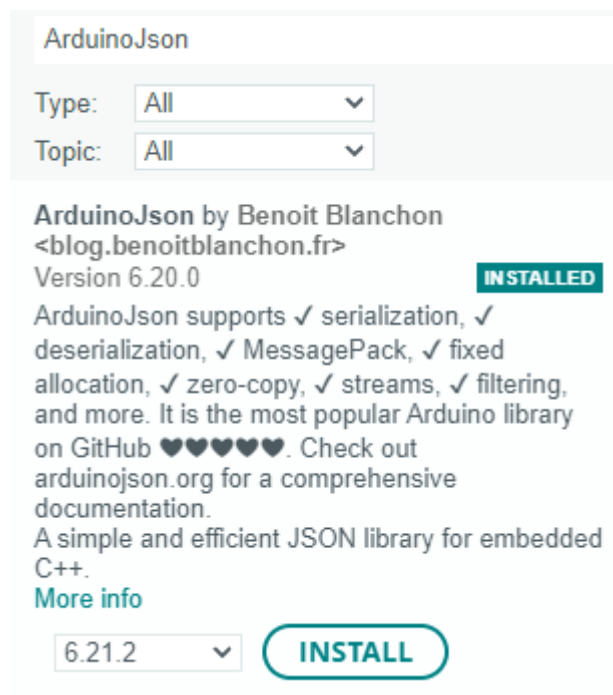 ArduinoJson
Type: All
Topic: All
ArduinoJson by Benoit Blanchon
<blog.benoitblanchon.fr>
Version 6.20.0 INSTALLED
ArduinoJson supports ✓ serialization, ✓
deserialization, ✓ MessagePack, ✓ fixed
allocation, ✓ zero-copy, ✓ streams, ✓ filtering,
and more. It is the most popular Arduino library
on GitHub ♥♥♥♥♥. Check out
arduinojson.org for a comprehensive
documentation.
A simple and efficient JSON library for embedded
C++.
More info
6.21.2 INSTALL